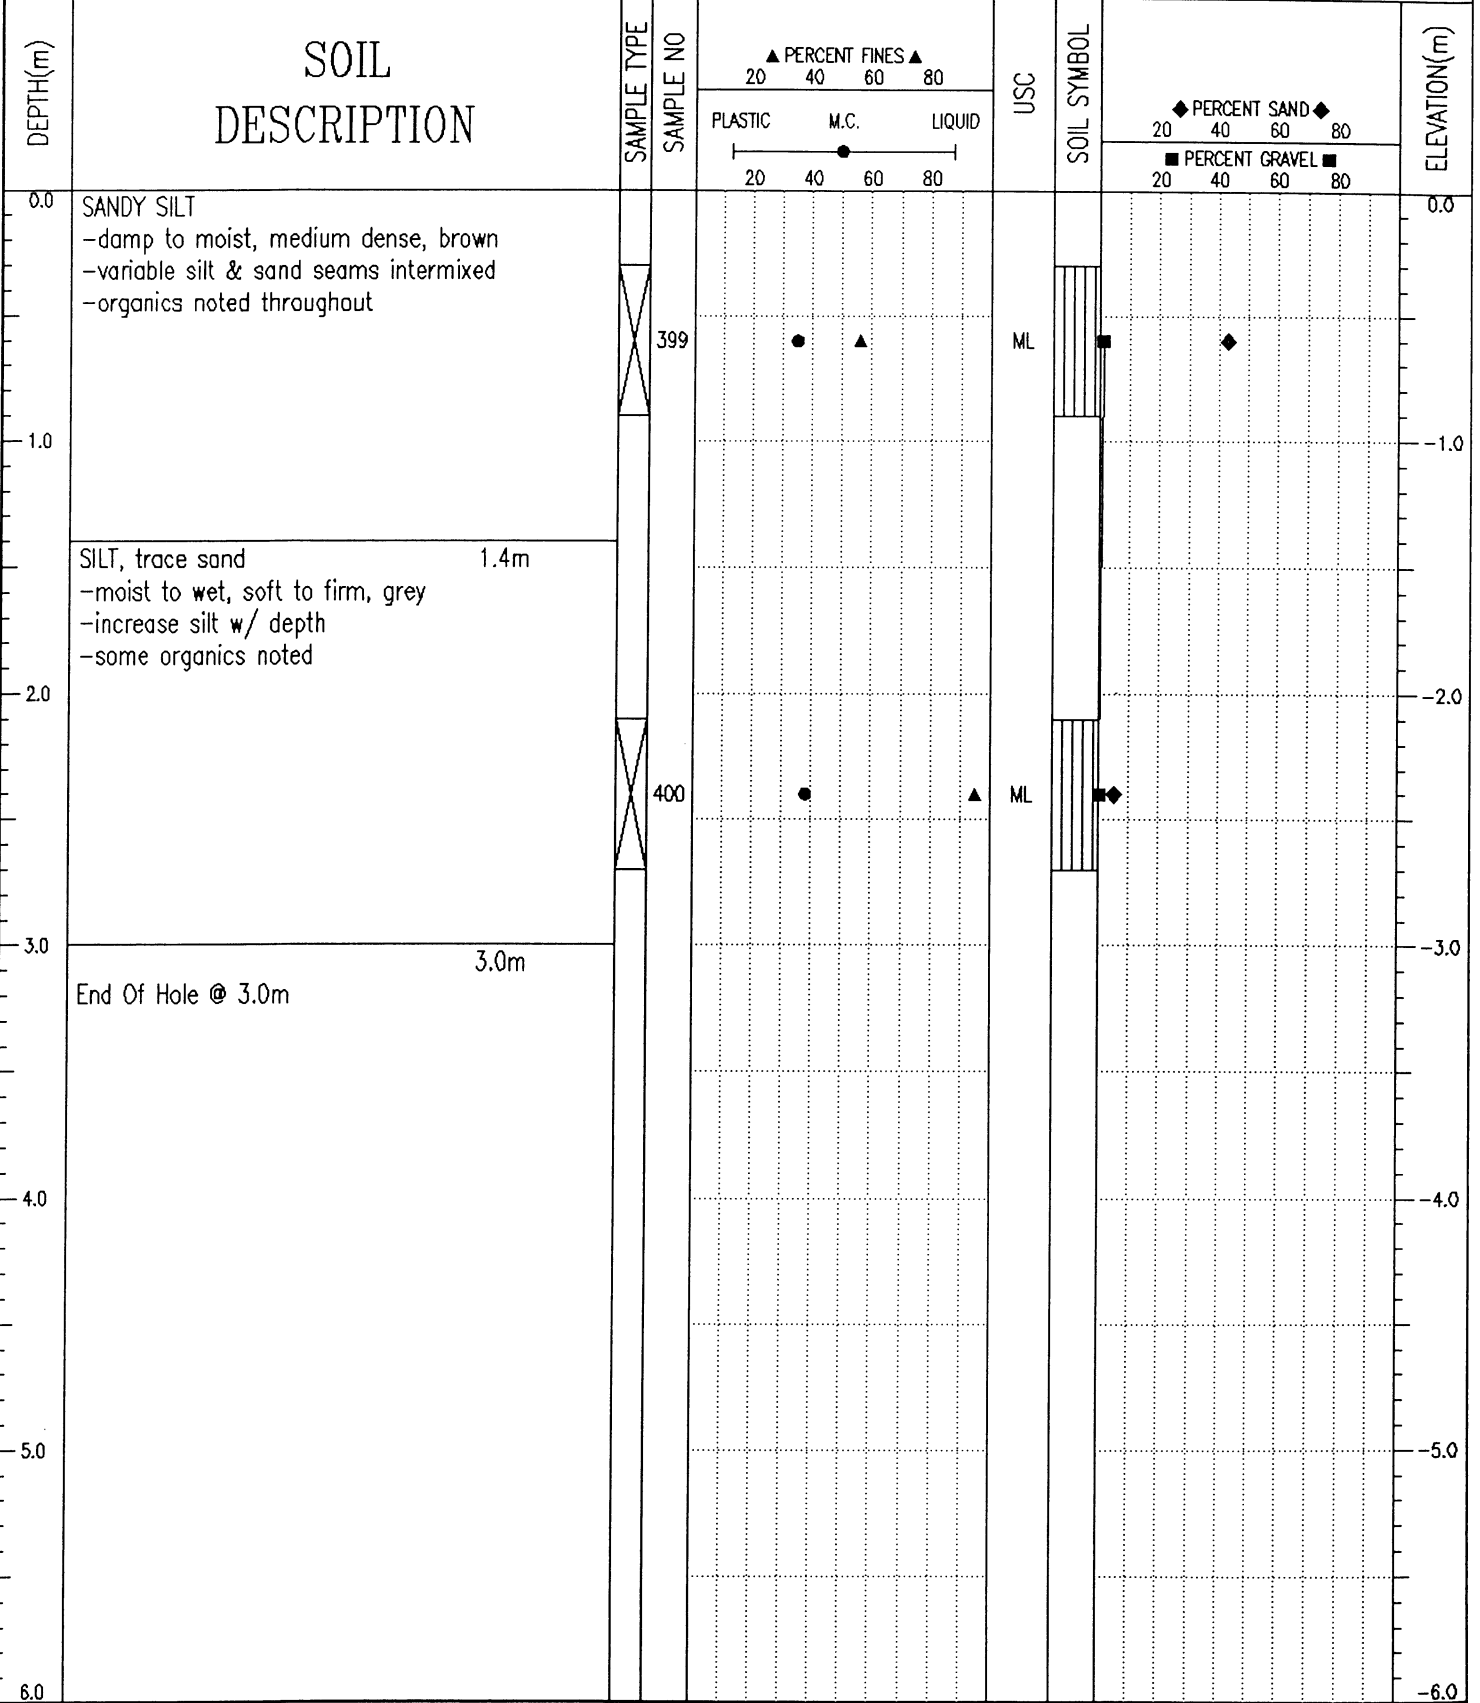 DEPTH(m)
SOIL
DESCRIPTION
SAMPLE TYPE
SAMPLE NO
▲ PERCENT FINES ▲
20 40 60 80
PLASTIC M.C. LIQUID
20 40 60 80
USC
SOIL SYMBOL
◆ PERCENT SAND ◆
20 40 60 80
■ PERCENT GRAVEL ■
20 40 60 80
ELEVATION(m)
0.0
SANDY SILT
-damp to moist, medium dense, brown
-variable silt & sand seams intermixed
-organics noted throughout
399
ML
0.0
1.0
-1.0
SILT, trace sand 1.4m
-moist to wet, soft to firm, grey
-increase silt w/ depth
-some organics noted
2.0
-2.0
400
ML
3.0
-3.0
3.0m
End Of Hole @ 3.0m
4.0
-4.0
5.0
-5.0
6.0
-6.0